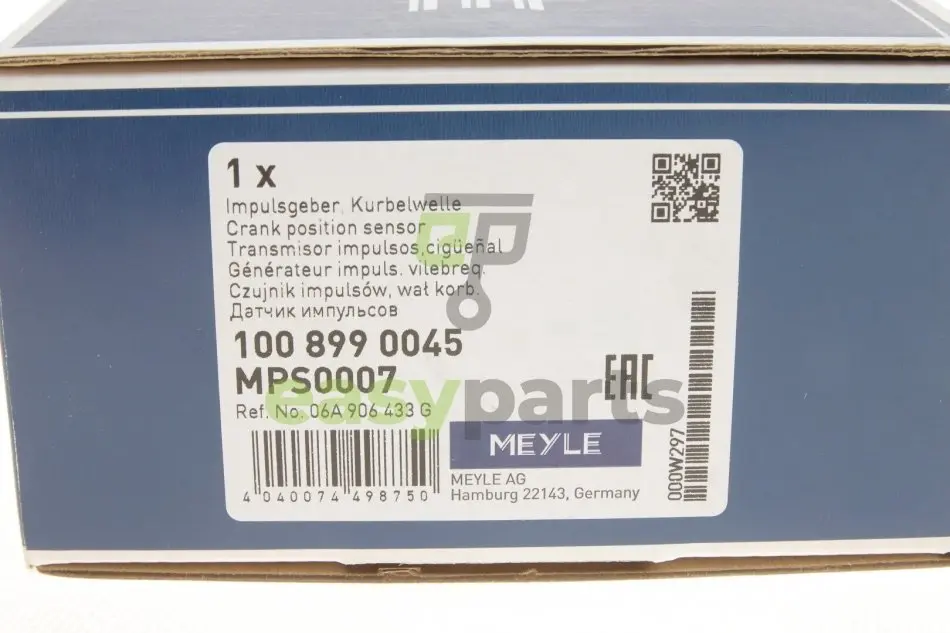 1 x
Impulsgeber, Kurbelwelle
Crank position sensor
Transmisor impulsos,cigüeñal
Générateur impuls. vilebreq.
Czujnik impulsów, wał korb.
Датчик импульсов
100 899 0045
MPS0007
Ref. No. 06A 906 433 G
EAC
easyparts
MEYLE
MEYLE AG
Hamburg 22143, Germany
4 040074 498750
000W297